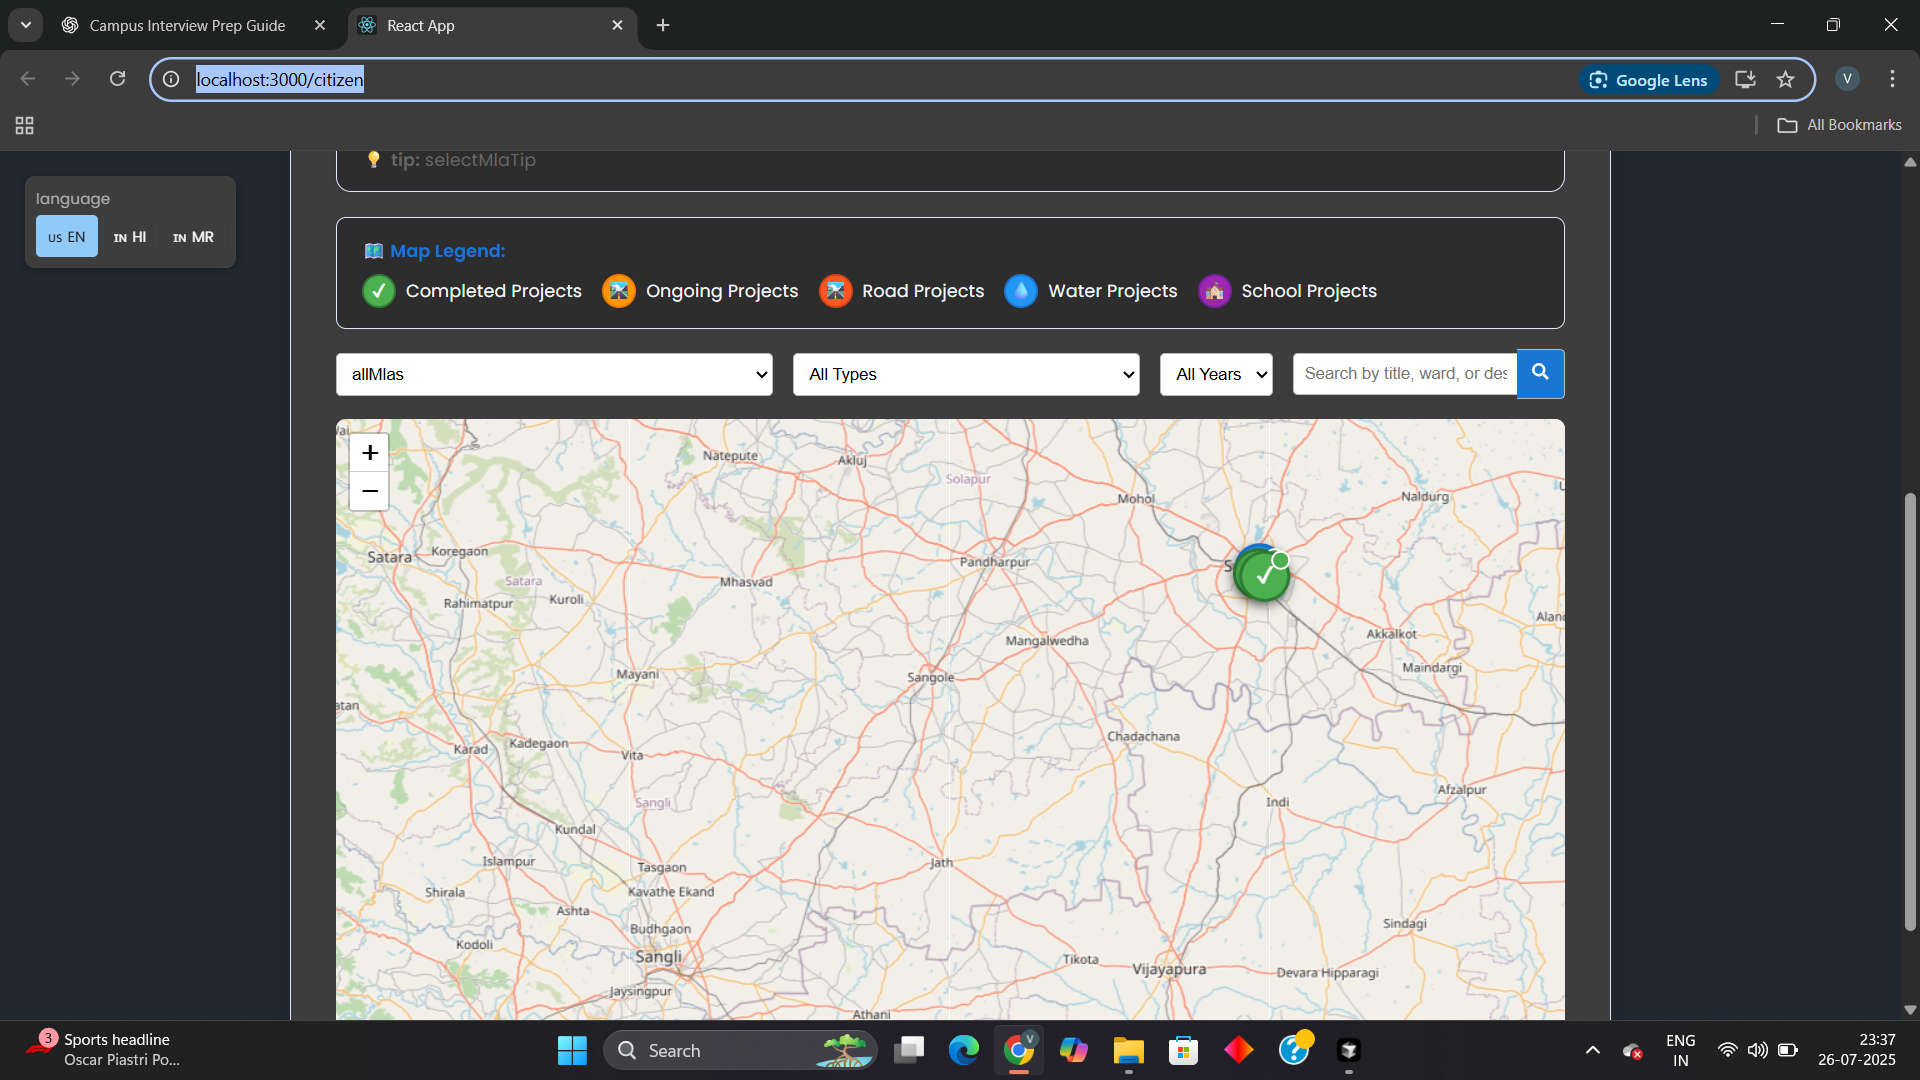 Campus Interview Prep Guide
React App
localhost:3000/citizen
Google Lens
V
All Bookmarks
tip: selectMlaTip
language
US EN
IN HI
IN MR
Map Legend:
Completed Projects
Ongoing Projects
Road Projects
Water Projects
School Projects
allMlas
All Types
All Years
Search by title, ward, or des
+
−
Natepute
Akluj
Solapur
Mohol
Naldurg
Satara
Koregaon
Pandharpur
Satara
Mhasvad
Rahimatpur
Kuroli
Mangalwedha
Akkalkot
Aland
Maindargi
Mayani
Sangole
Karad
Kadegaon
Vita
Chadachana
Sangli
Indi
Afzalpur
Kundal
Islampur
Tasgaon
Jath
Shirala
Kavathe Ekand
Ashta
Budhgaon
Sindagi
Kodoli
Sangli
Tikota
Vijayapura
Devara Hipparagi
Jaysingpur
Athani
3
Sports headline
Oscar Piastri Po...
Search
V
ENG
IN
23:37
26-07-2025